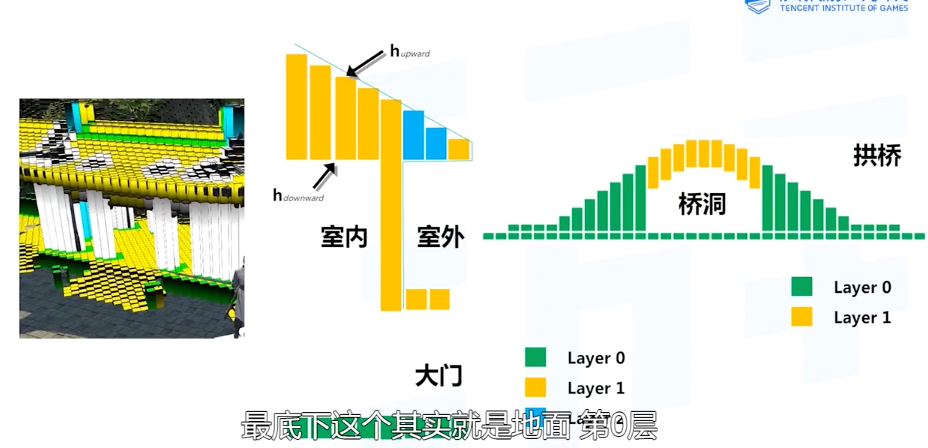 TENCENT INSTITUTE OF GAMES
h upward
h downward
室内
室外
大门
Layer 0
Layer 1
拱桥
桥洞
Layer 0
Layer 1
最底下这个其实就是地面 第0层